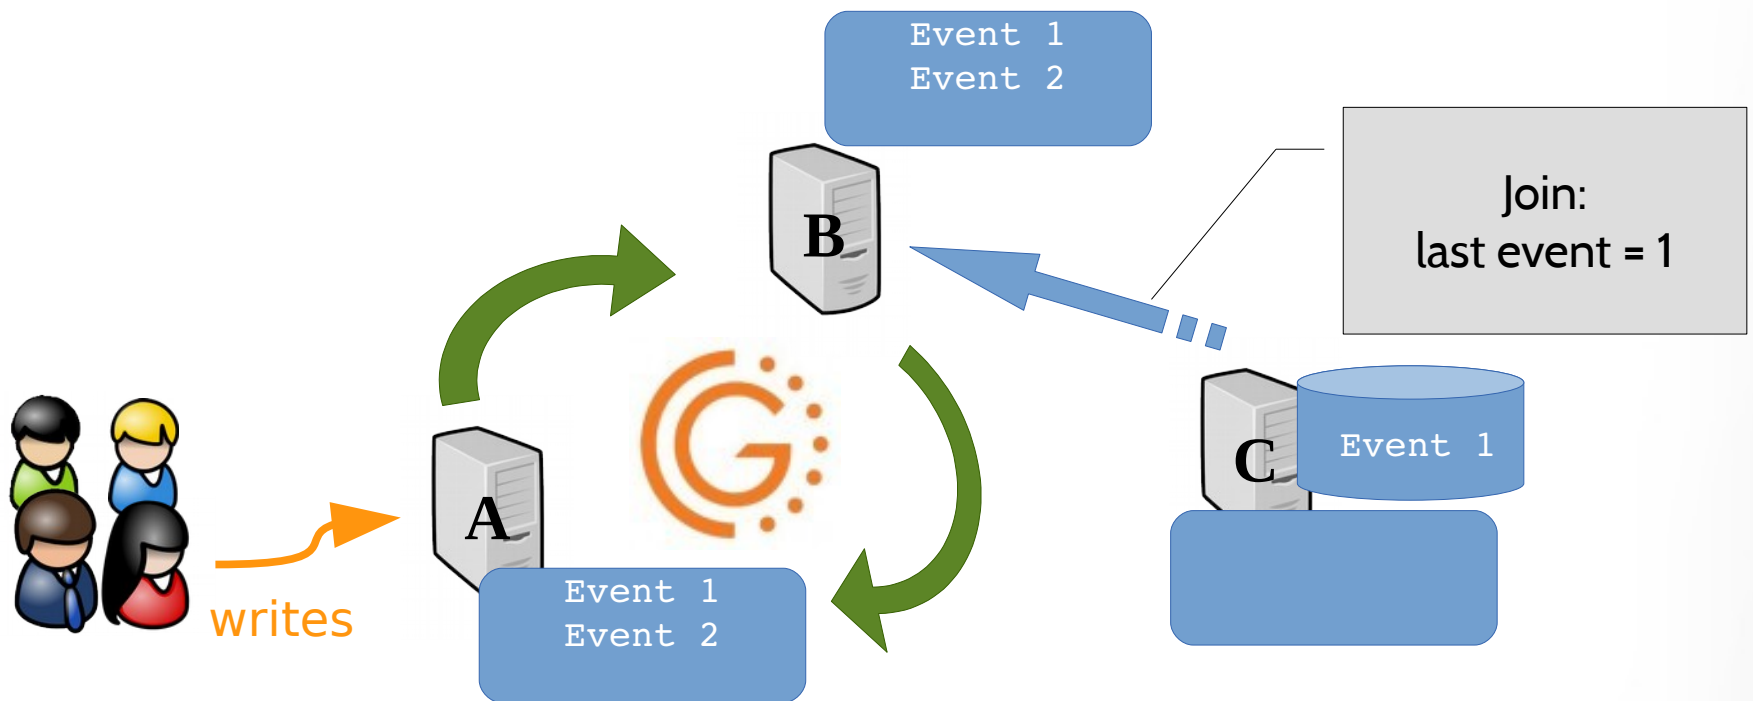 Event 1
Event 2
B
Join:
last event = 1
C
Event 1
A
writes
Event 1
Event 2